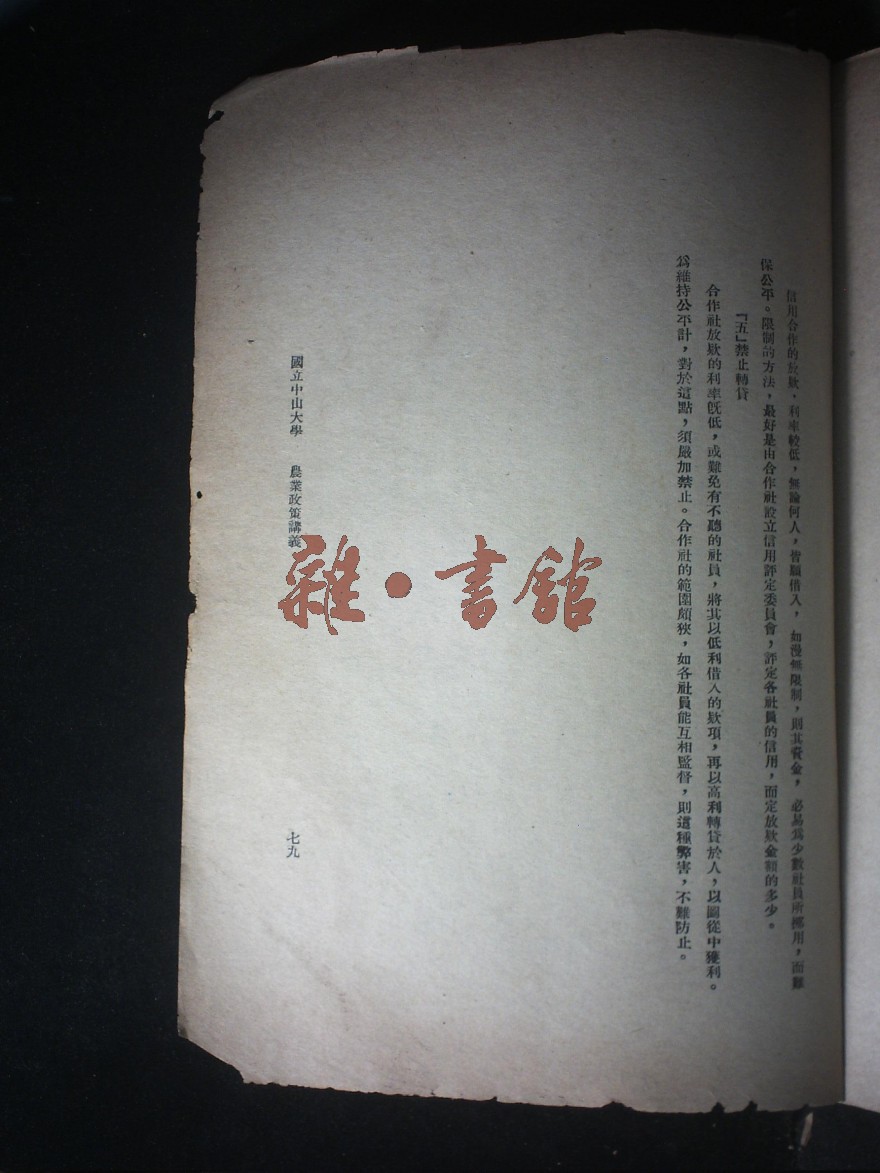 信用合作的放款，利率較低，無論何人，皆願借入，如漫無限制，則其資金，必易爲少數社員所挪用，而難
保公平。限制的方法，最好是由合作社設立信用評定委員會，評定各社員的信用，而定放款金額的多少。
「五」禁止轉貸
合作社放欵的利率旣低，或難免有不聽的社員，將其以低利借入的欵項，再以高利轉貸於人，以圖從中獲利。
爲維持公平計，對於這點，須嚴加禁止。合作社的範圍頗狹，如各社員能互相監督，則這種弊害，不難防止。
國立中山大學 農業政策講義
七九
雜·書館